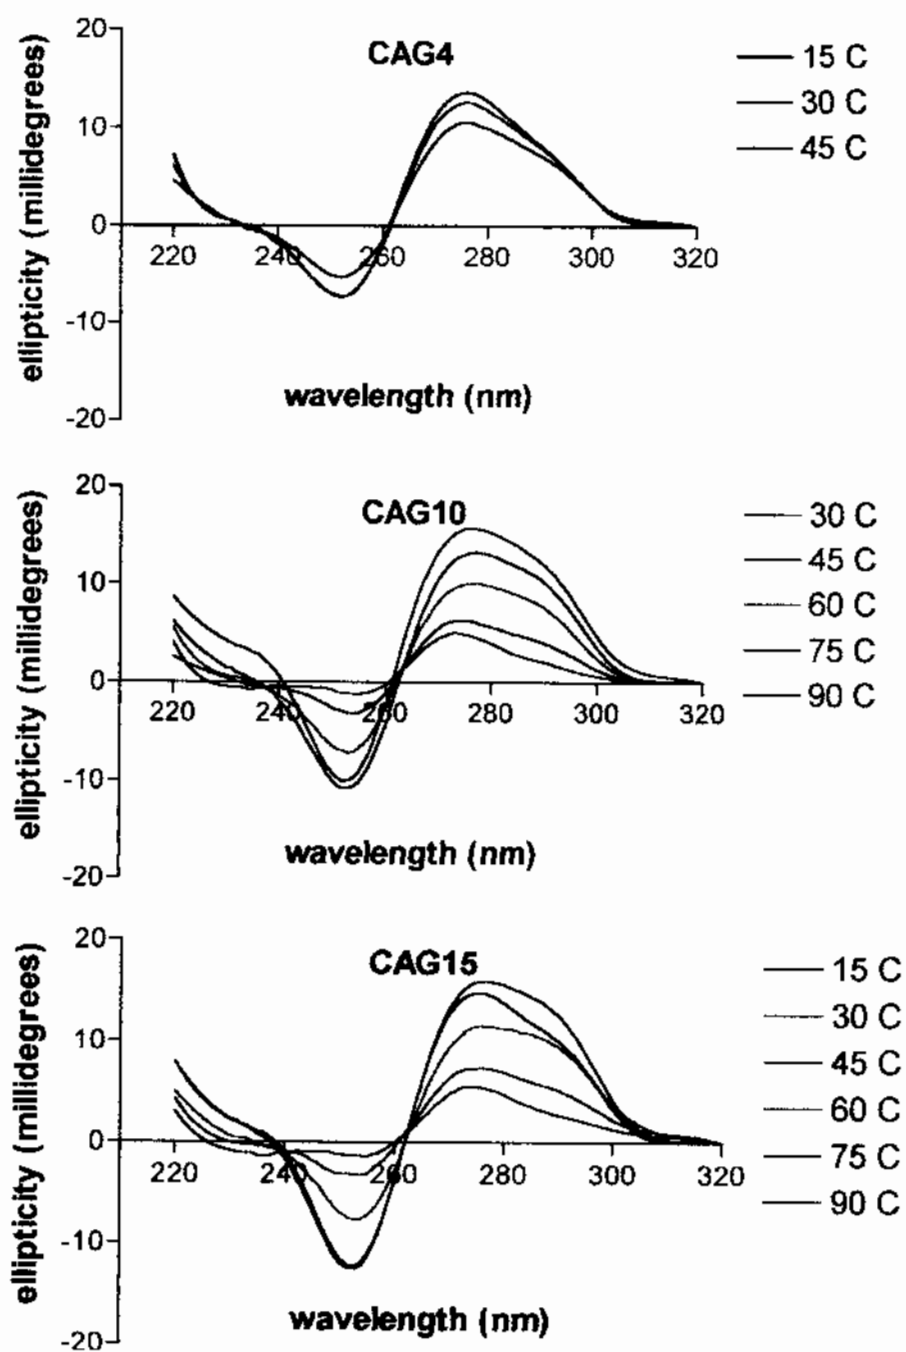 CAG4
20
10
0
-10
-20
ellipticity (millidegrees)
220 240 260 280 300 320
wavelength (nm)
15 C
30 C
45 C
CAG10
20
10
0
-10
-20
ellipticity (millidegrees)
220 240 260 280 300 320
wavelength (nm)
30 C
45 C
60 C
75 C
90 C
CAG15
20
10
0
-10
-20
ellipticity (millidegrees)
220 240 260 280 300 320
wavelength (nm)
15 C
30 C
45 C
60 C
75 C
90 C